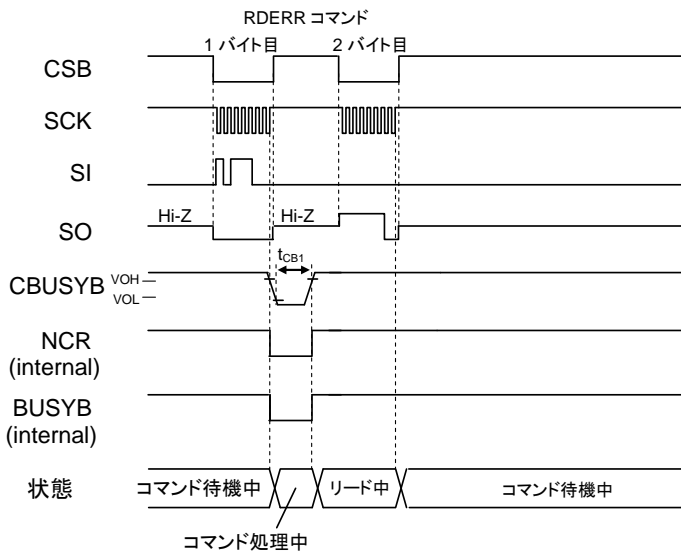 RDERR コマンド
1 バイト目
2 バイト目
CSB
SCK
SI
SO
Hi-Z
Hi-Z
tCB1
CBUSYB
VOH
VOL
NCR
(internal)
BUSYB
(internal)
状態
コマンド待機中
リード中
コマンド待機中
コマンド処理中